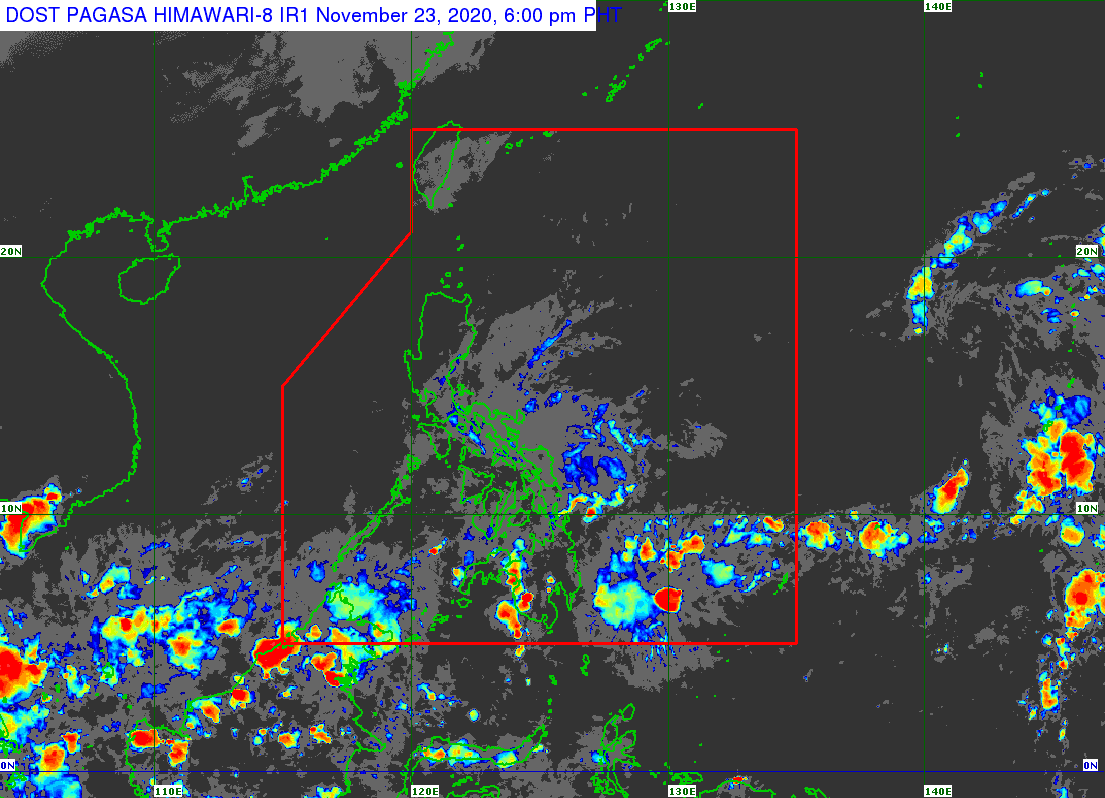 DOST PAGASA HIMAWARI-8 IR1 November 23, 2020, 6:00 pm PHT
130E 140E
20N 20N
10N 10N
0N 0N
110E 120E 130E 140E